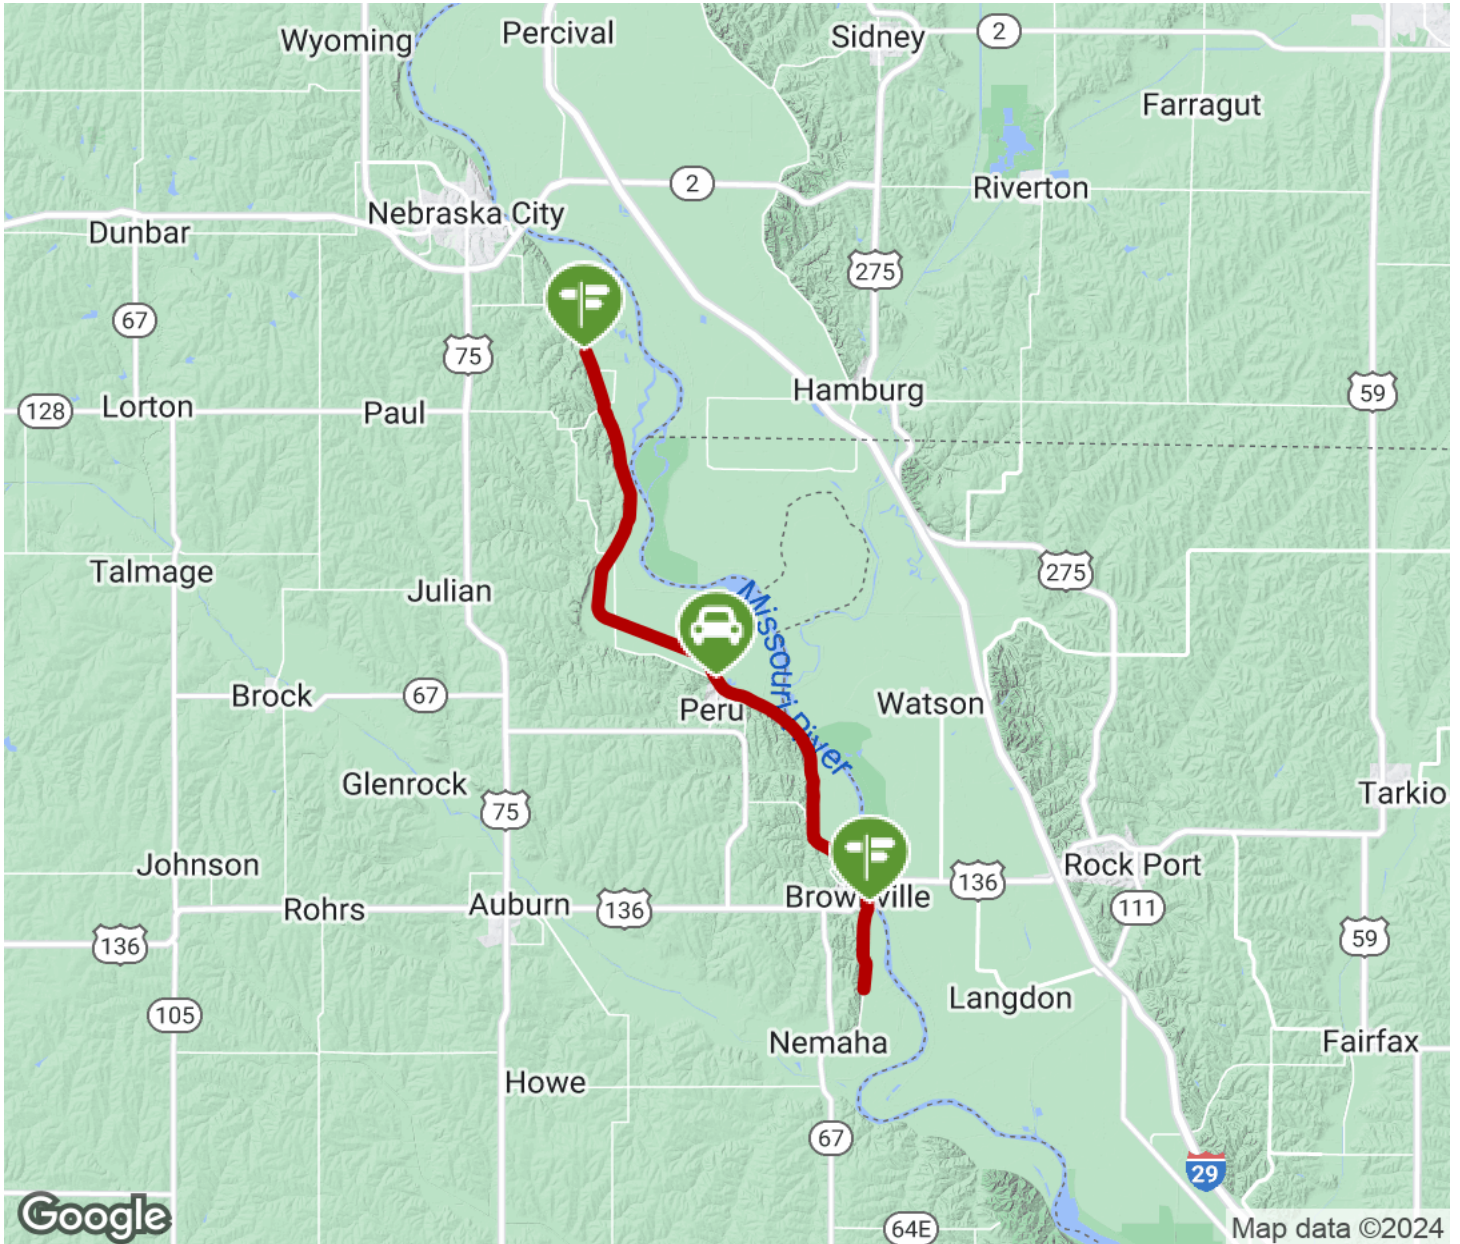 Wyoming
Percival
Sidney
2
Farragut
2
Riverton
Nebraska City
Dunbar
275
67
75
Hamburg
59
128
Lorton
Paul
Talmage
Julian
275
Missouri River
Brock
67
Peru
Watson
Glenrock
75
Tarkio
Johnson
Rock Port
136
Brownville
Rohrs
Auburn
136
111
136
59
105
Langdon
Nemaha
Fairfax
Howe
67
29
64E
Google
Map data ©2024